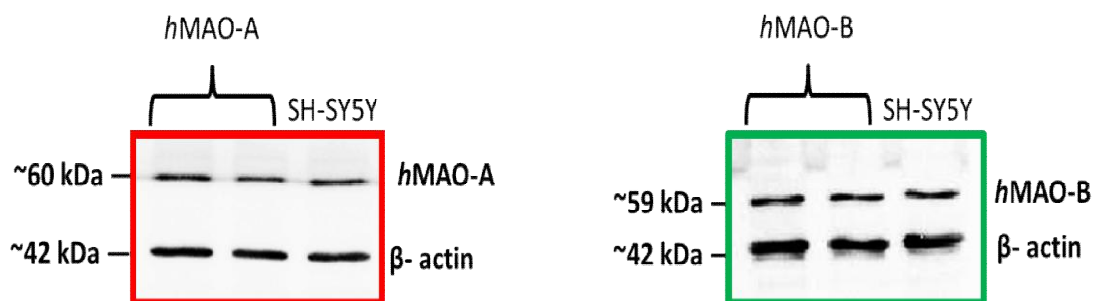 hMAO-A
SH-SY5Y
~60 kDa
hMAO-A
~42 kDa
β- actin
hMAO-B
SH-SY5Y
~59 kDa
hMAO-B
~42 kDa
β- actin